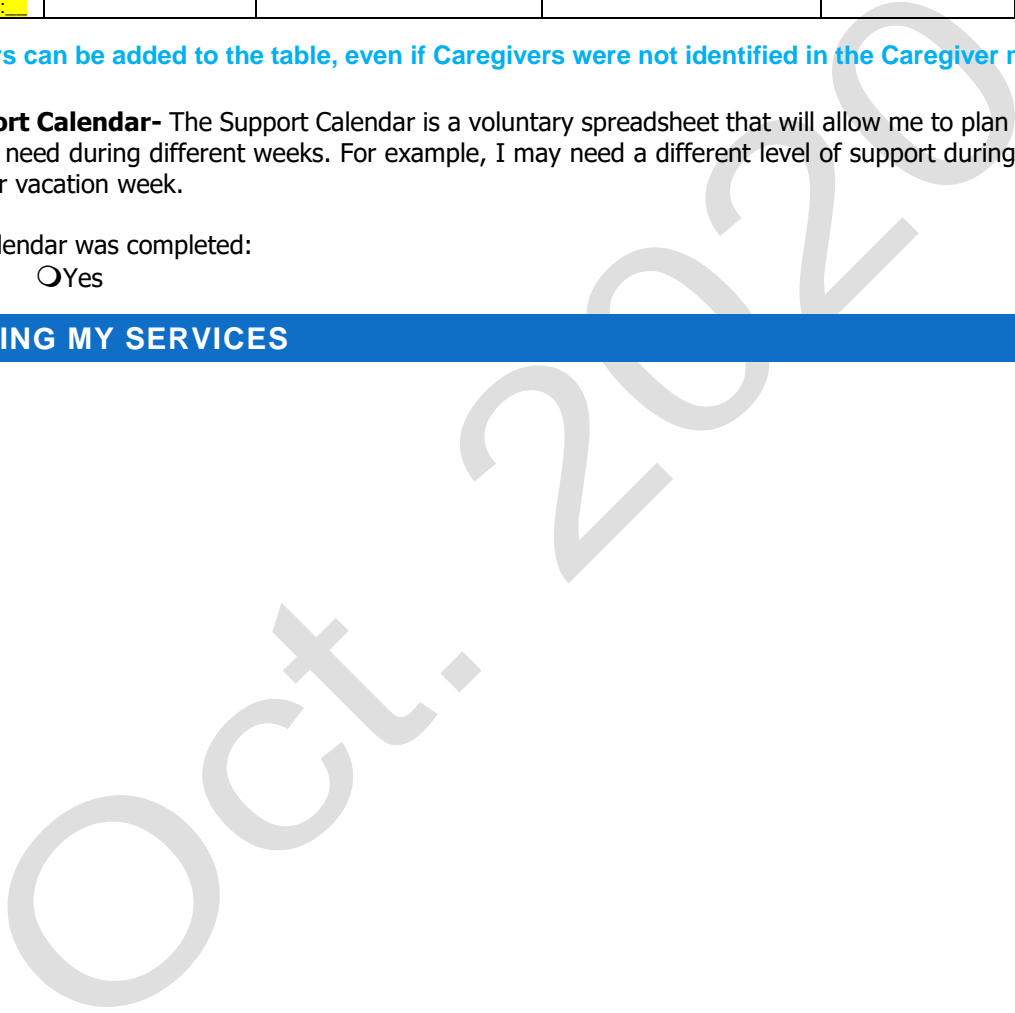 :__
s can be added to the table, even if Caregivers were not identified in the Caregiver
ort Calendar- The Support Calendar is a voluntary spreadsheet that will allow me to plan
need during different weeks. For example, I may need a different level of support during
r vacation week.
lendar was completed:
Yes
ING MY SERVICES
Oct. 2020